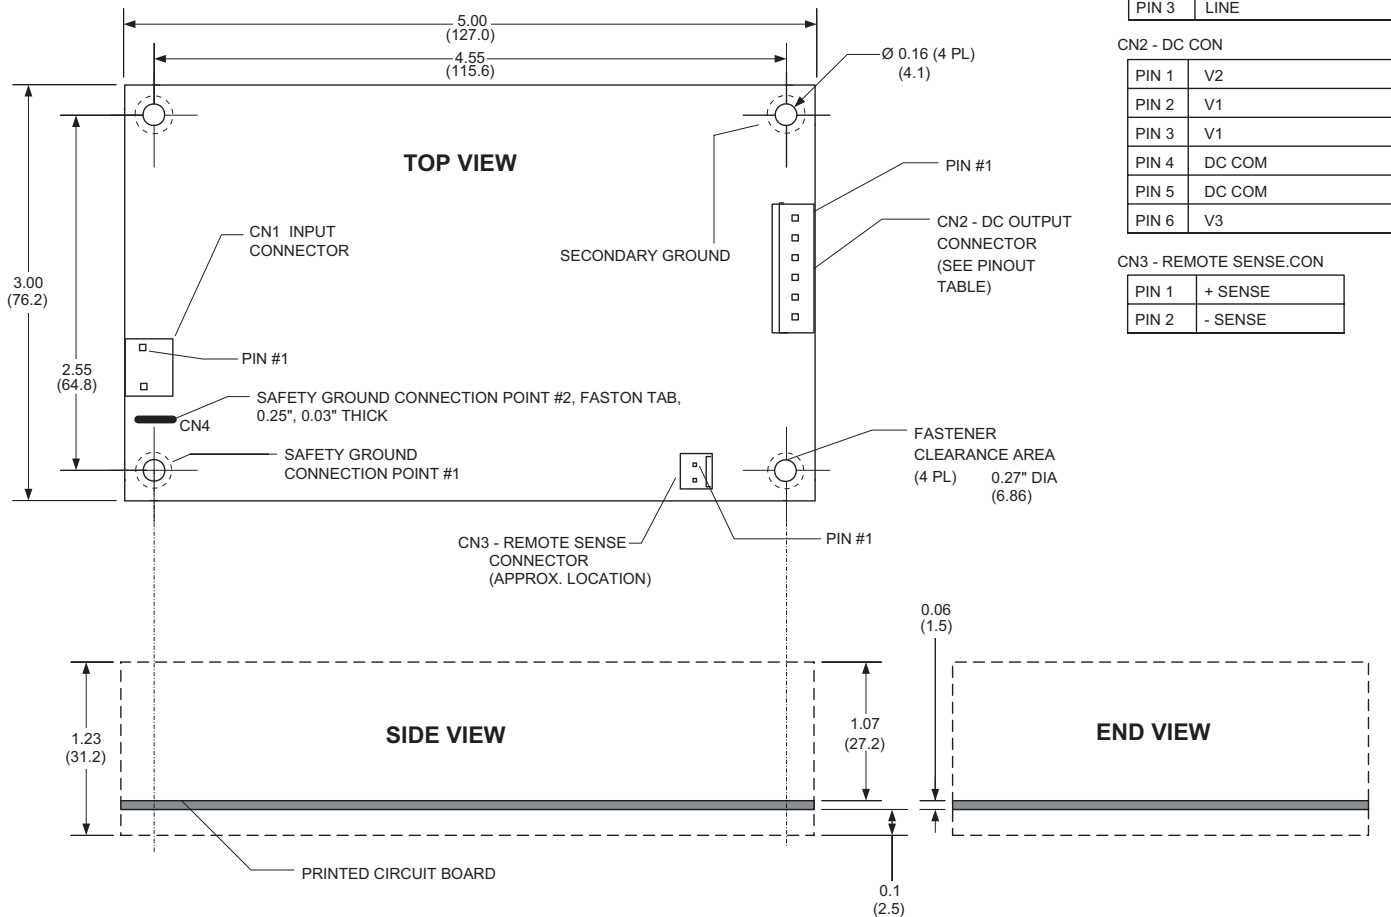 5.00
(127.0)
4.55
(115.6)
Ø 0.16 (4 PL)
(4.1)
TOP VIEW
PIN #1
CN1 INPUT
CONNECTOR
SECONDARY GROUND
CN2 - DC OUTPUT
CONNECTOR
(SEE PINOUT
TABLE)
3.00
(76.2)
2.55
(64.8)
PIN #1
SAFETY GROUND CONNECTION POINT #2, FASTON TAB,
0.25", 0.03" THICK
CN4
SAFETY GROUND
CONNECTION POINT #1
FASTENER
CLEARANCE AREA
(4 PL) 0.27" DIA
(6.86)
CN3 - REMOTE SENSE
CONNECTOR
(APPROX. LOCATION)
PIN #1
PIN 3 LINE
CN2 - DC CON
PIN 1 V2
PIN 2 V1
PIN 3 V1
PIN 4 DC COM
PIN 5 DC COM
PIN 6 V3
CN3 - REMOTE SENSE.CON
PIN 1 + SENSE
PIN 2 - SENSE
1.23
(31.2)
SIDE VIEW
1.07
(27.2)
0.06
(1.5)
END VIEW
PRINTED CIRCUIT BOARD
0.1
(2.5)